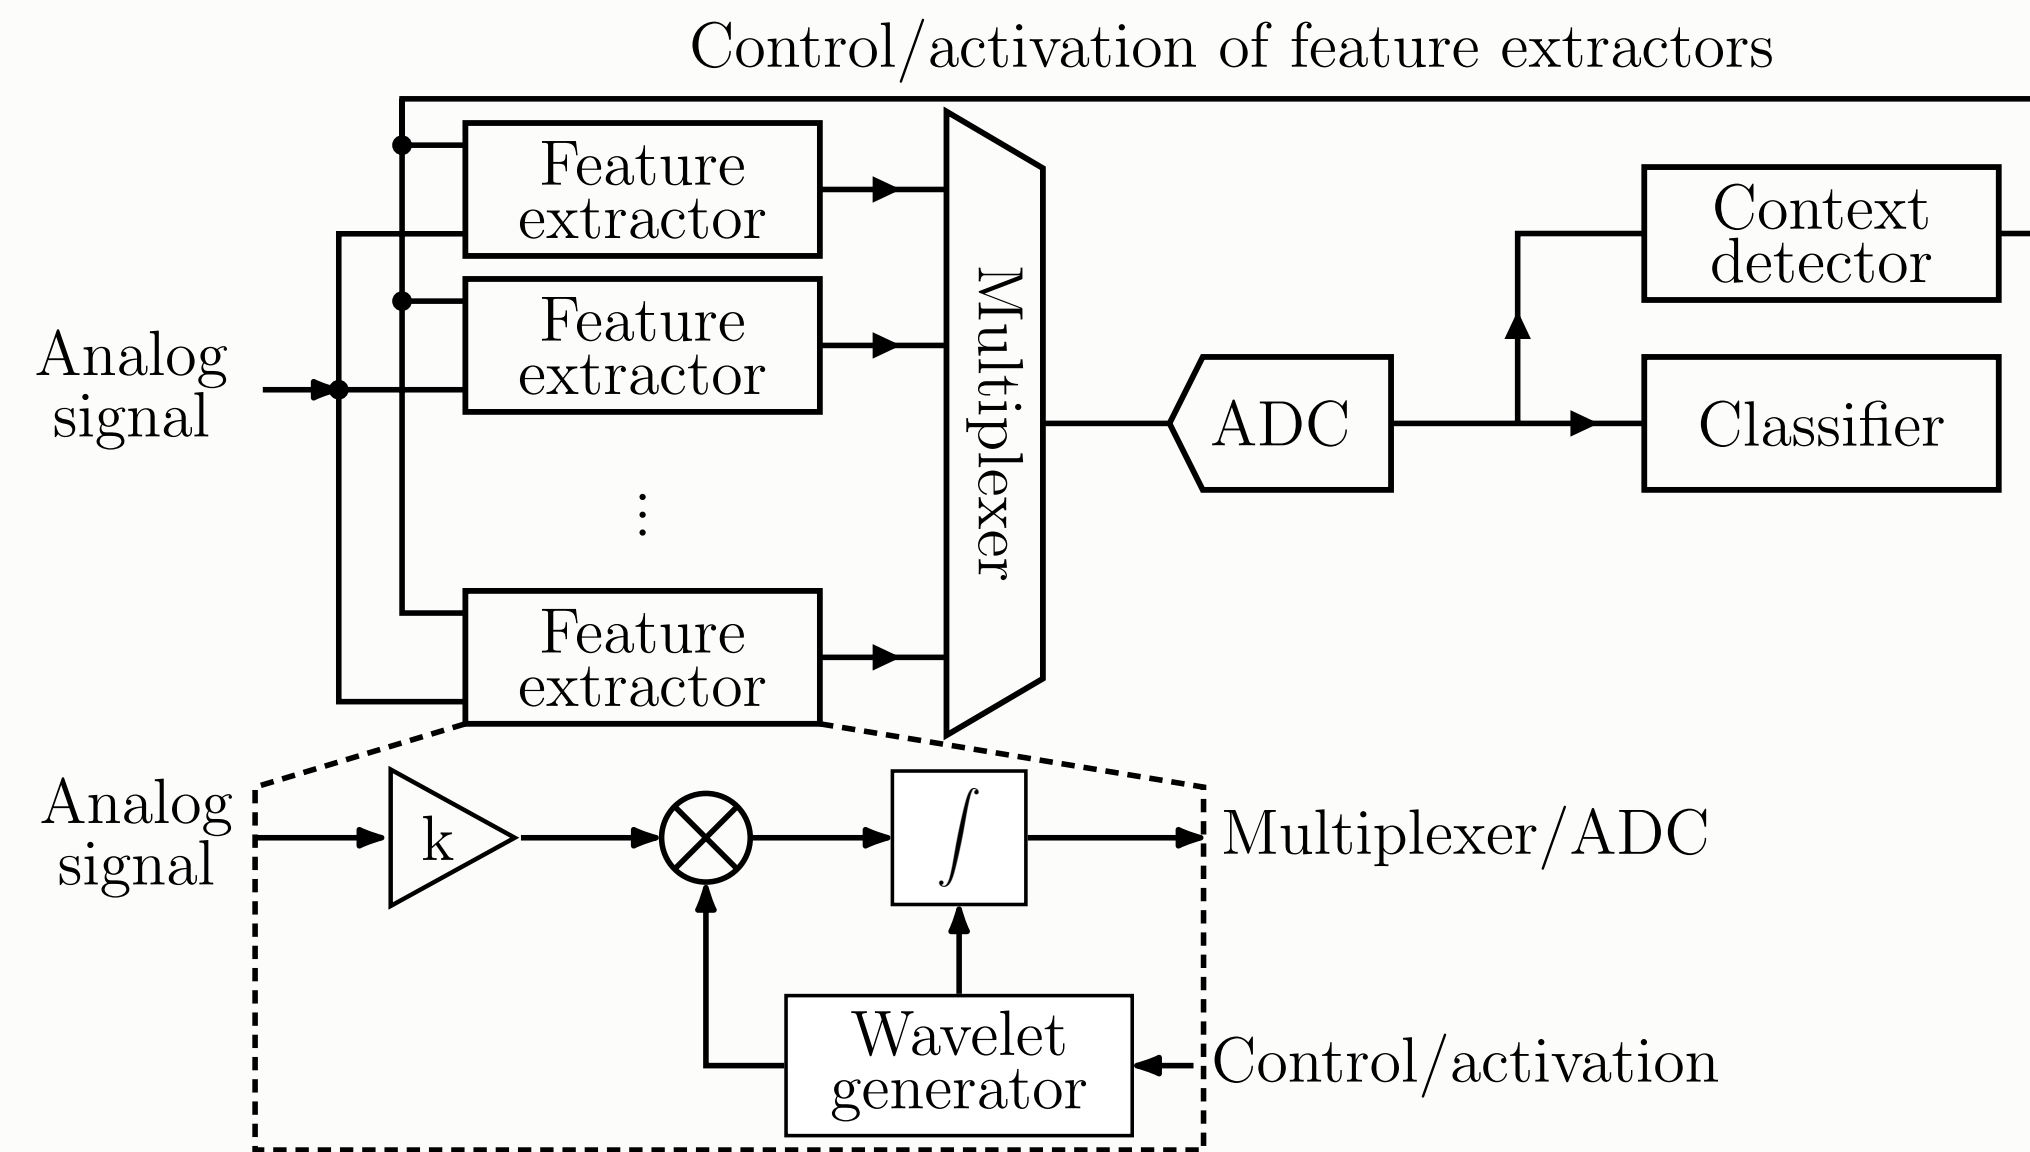 Control/activation of feature extractors
Feature
extractor
Feature
extractor
⋮
Feature
extractor
Analog
signal
Multiplexer
ADC
Context
detector
Classifier
Analog
signal
k
∫
Multiplexer/ADC
Wavelet
generator
Control/activation